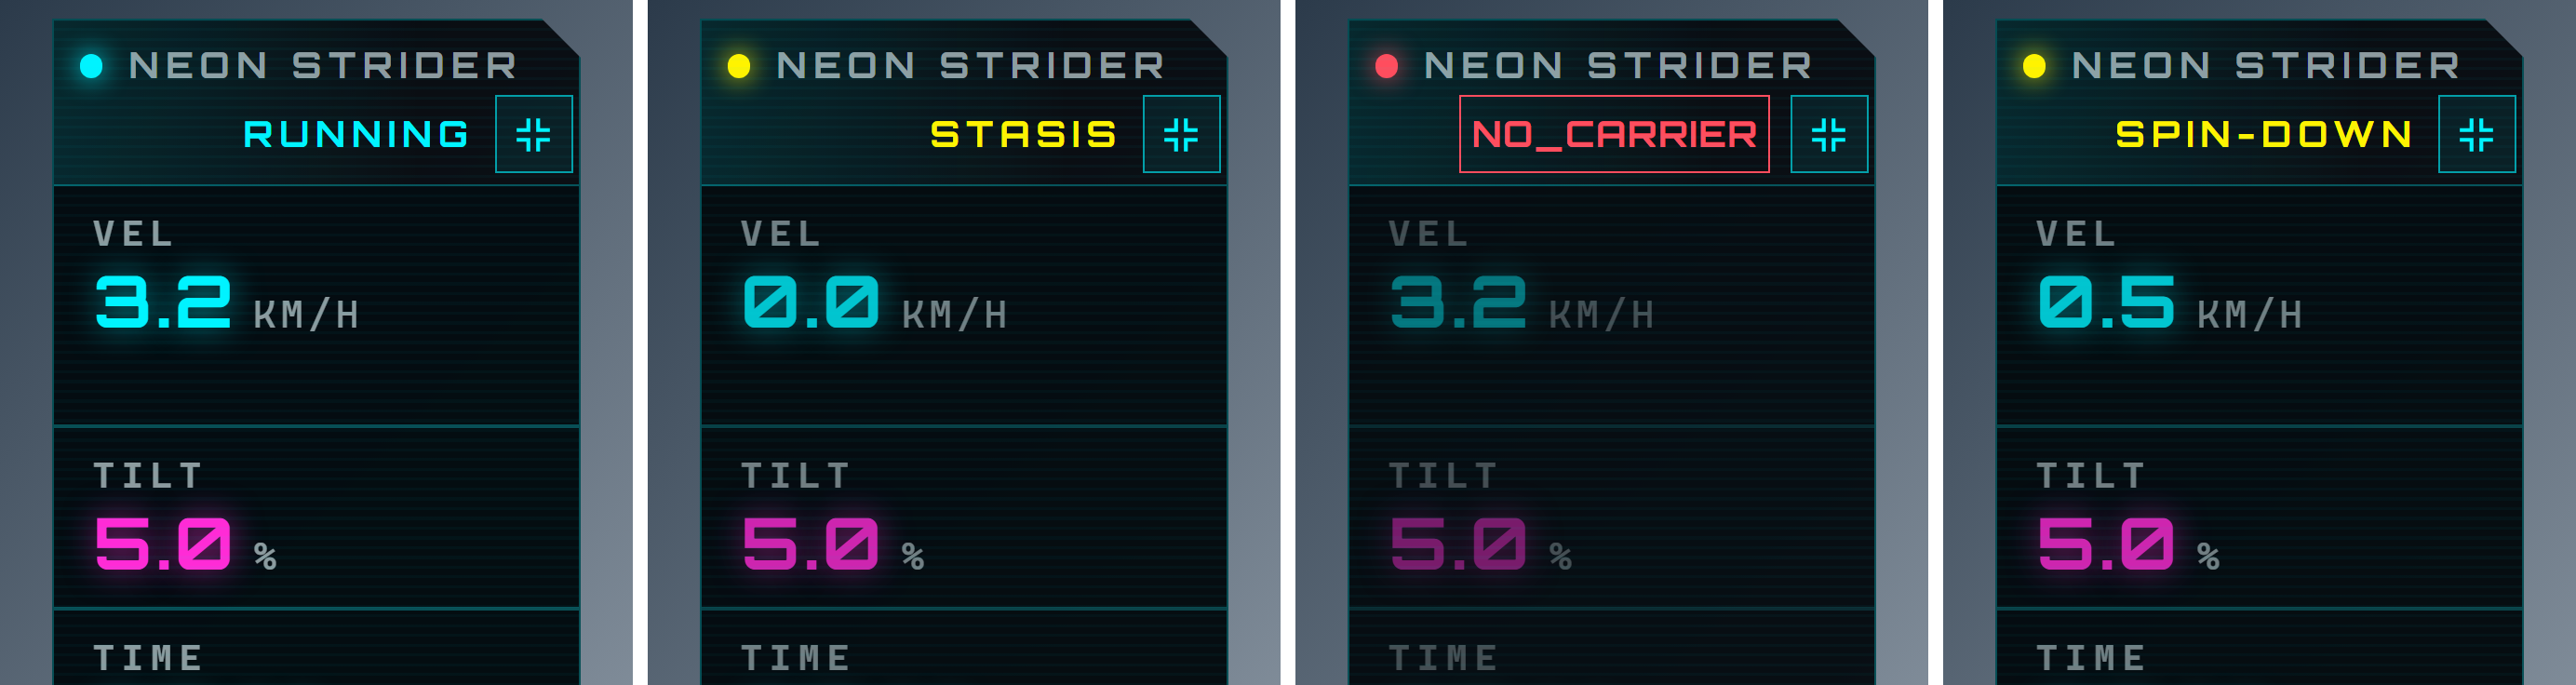 NEON STRIDER
RUNNING
VEL
3.2 KM/H
TILT
5.0 %
TIME
NEON STRIDER
STASIS
VEL
0.0 KM/H
TILT
5.0 %
TIME
NEON STRIDER
NO_CARRIER
VEL
3.2 KM/H
TILT
5.0 %
TIME
NEON STRIDER
SPIN-DOWN
VEL
0.5 KM/H
TILT
5.0 %
TIME